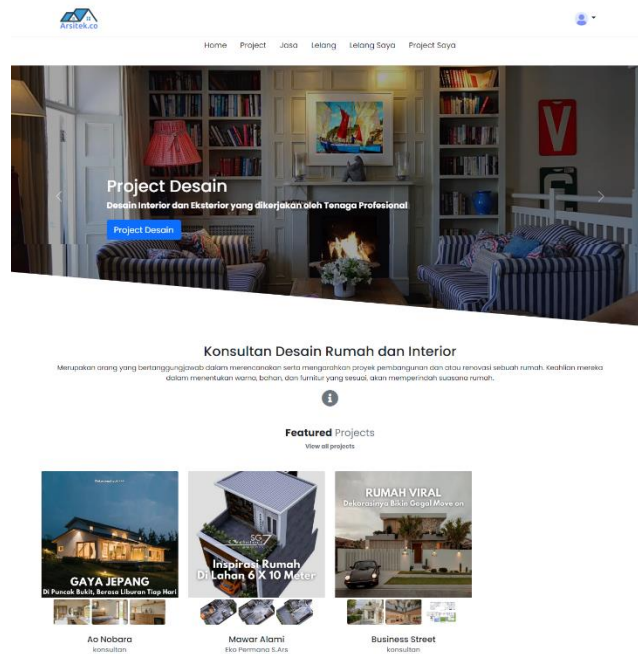 Arsitek.co
Home Project Jasa Lelang Lelang Saya Project Saya
Project Desain
Desain Interior dan Eksterior yang dikerjakan oleh Tenaga Profesional
Project Desain
Konsultan Desain Rumah dan Interior
Merupakan orang yang bertanggungjawab dalam merencanakan serta mengarahkan proyek pembangunan dan atau renovasi sebuah rumah. Keahlian mereka
dalam menentukan warna, bahan, dan furnitur yang sesuai, akan memperindah suasana rumah.
Featured Projects
View all projects
GAYA JEPANG
Di Puncak Bukit, Berasa Liburan Tiap Hari
Ao Nobara
konsultan
SG7
Inspirasi Rumah
Di Lahan 6 X 10 Meter
Mawar Alami
Eko Permana S.Ars
RUMAH VIRAL
Dekorasinya Bikin Gagal Move on
Business Street
konsultan